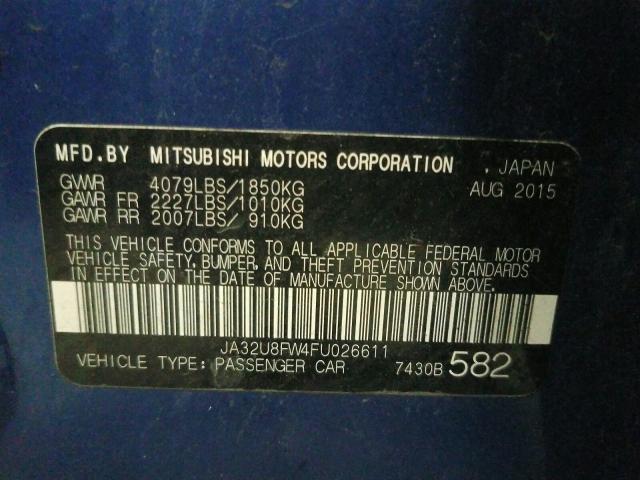 MFD.BY MITSUBISHI MOTORS CORPORATION , JAPAN
GVWR 4079LBS/1850KG AUG 2015
GAWR FR 2227LBS/1010KG
GAWR RR 2007LBS/ 910KG
THIS VEHICLE CONFORMS TO ALL APPLICABLE FEDERAL MOTOR
VEHICLE SAFETY, BUMPER, AND THEFT PREVENTION STANDARDS
IN EFFECT ON THE DATE OF MANUFACTURE SHOWN ABOVE.
JA32U8FW4FU026611
VEHICLE TYPE: PASSENGER CAR 7430B 582